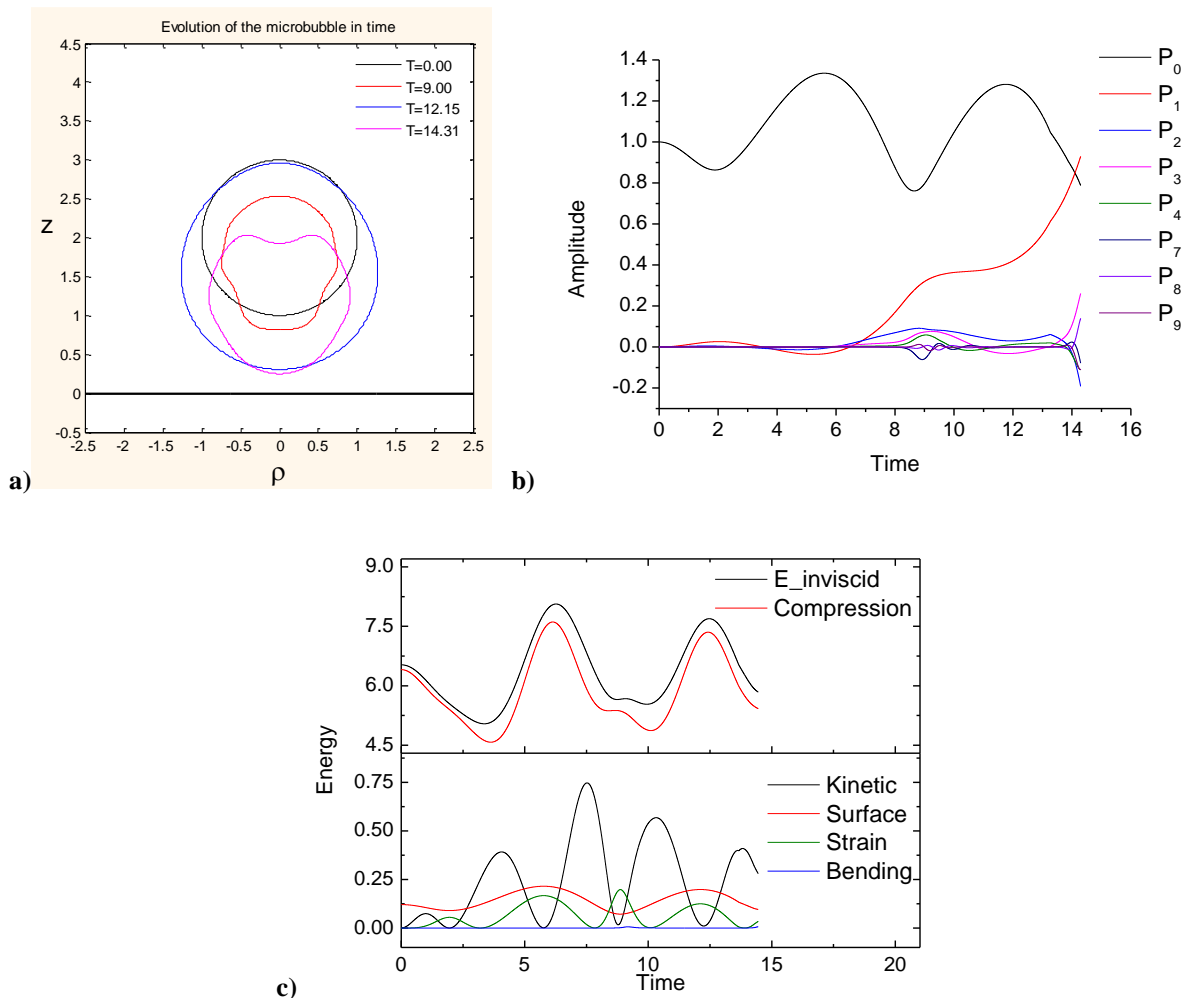 Evolution of the microbubble in time
4.5
4
3.5
3
2.5
2
1.5
1
0.5
0
-0.5
z
T=0.00
T=9.00
T=12.15
T=14.31
-2.5 -2 -1.5 -1 -0.5 0 0.5 1 1.5 2 2.5
ρ
a)
1.4
1.2
1.0
0.8
0.6
0.4
0.2
0.0
-0.2
Amplitude
P0
P1
P2
P3
P4
P7
P8
P9
0 2 4 6 8 10 12 14 16
Time
b)
9.0
7.5
6.0
4.5
E_inviscid
Compression
Energy
0.75
0.50
0.25
0.00
Kinetic
Surface
Strain
Bending
0 5 10 15 20
Time
c)